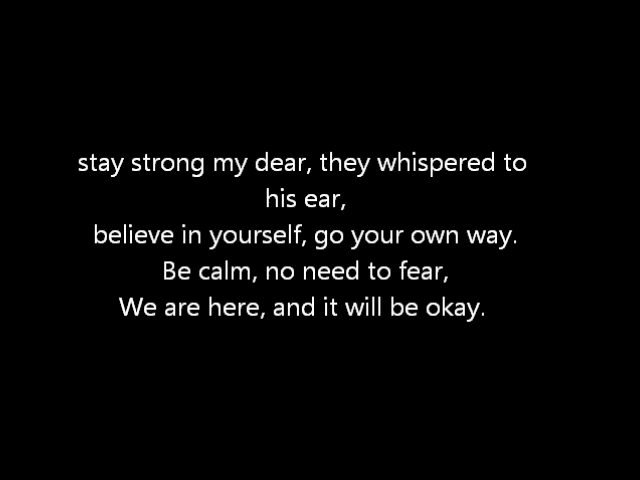 stay strong my dear, they whispered to
his ear,
believe in yourself, go your own way.
Be calm, no need to fear,
We are here, and it will be okay.